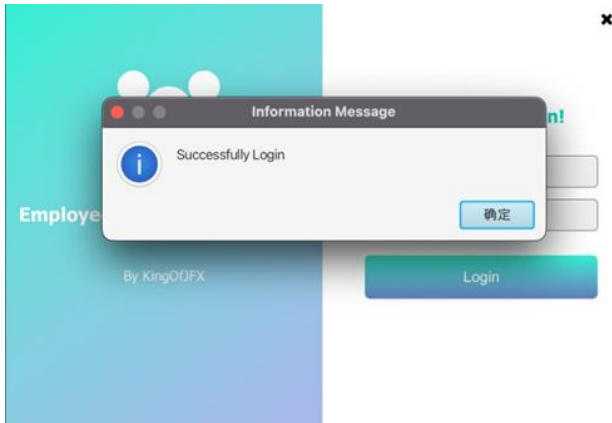 Information Message
n!
Successfully Login
确定
Employe
By KingOfJFX
Login